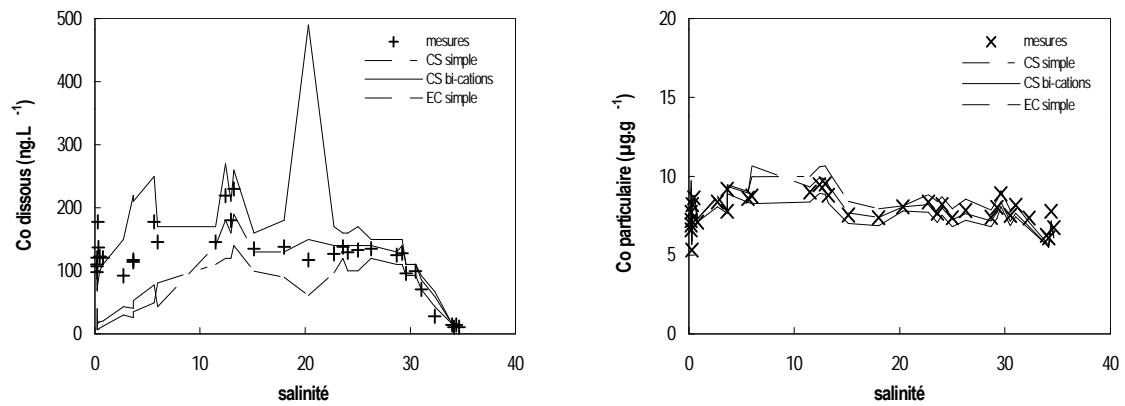 500
400
300
200
100
0
Co dissous (ng.L -1)
0 10 20 30 40
salinité
mesures
CS simple
CS bi-cations
EC simple
20
15
10
5
0
Co particulaire (µg.g -1)
0 10 20 30 40
salinité
mesures
CS simple
CS bi-cations
EC simple